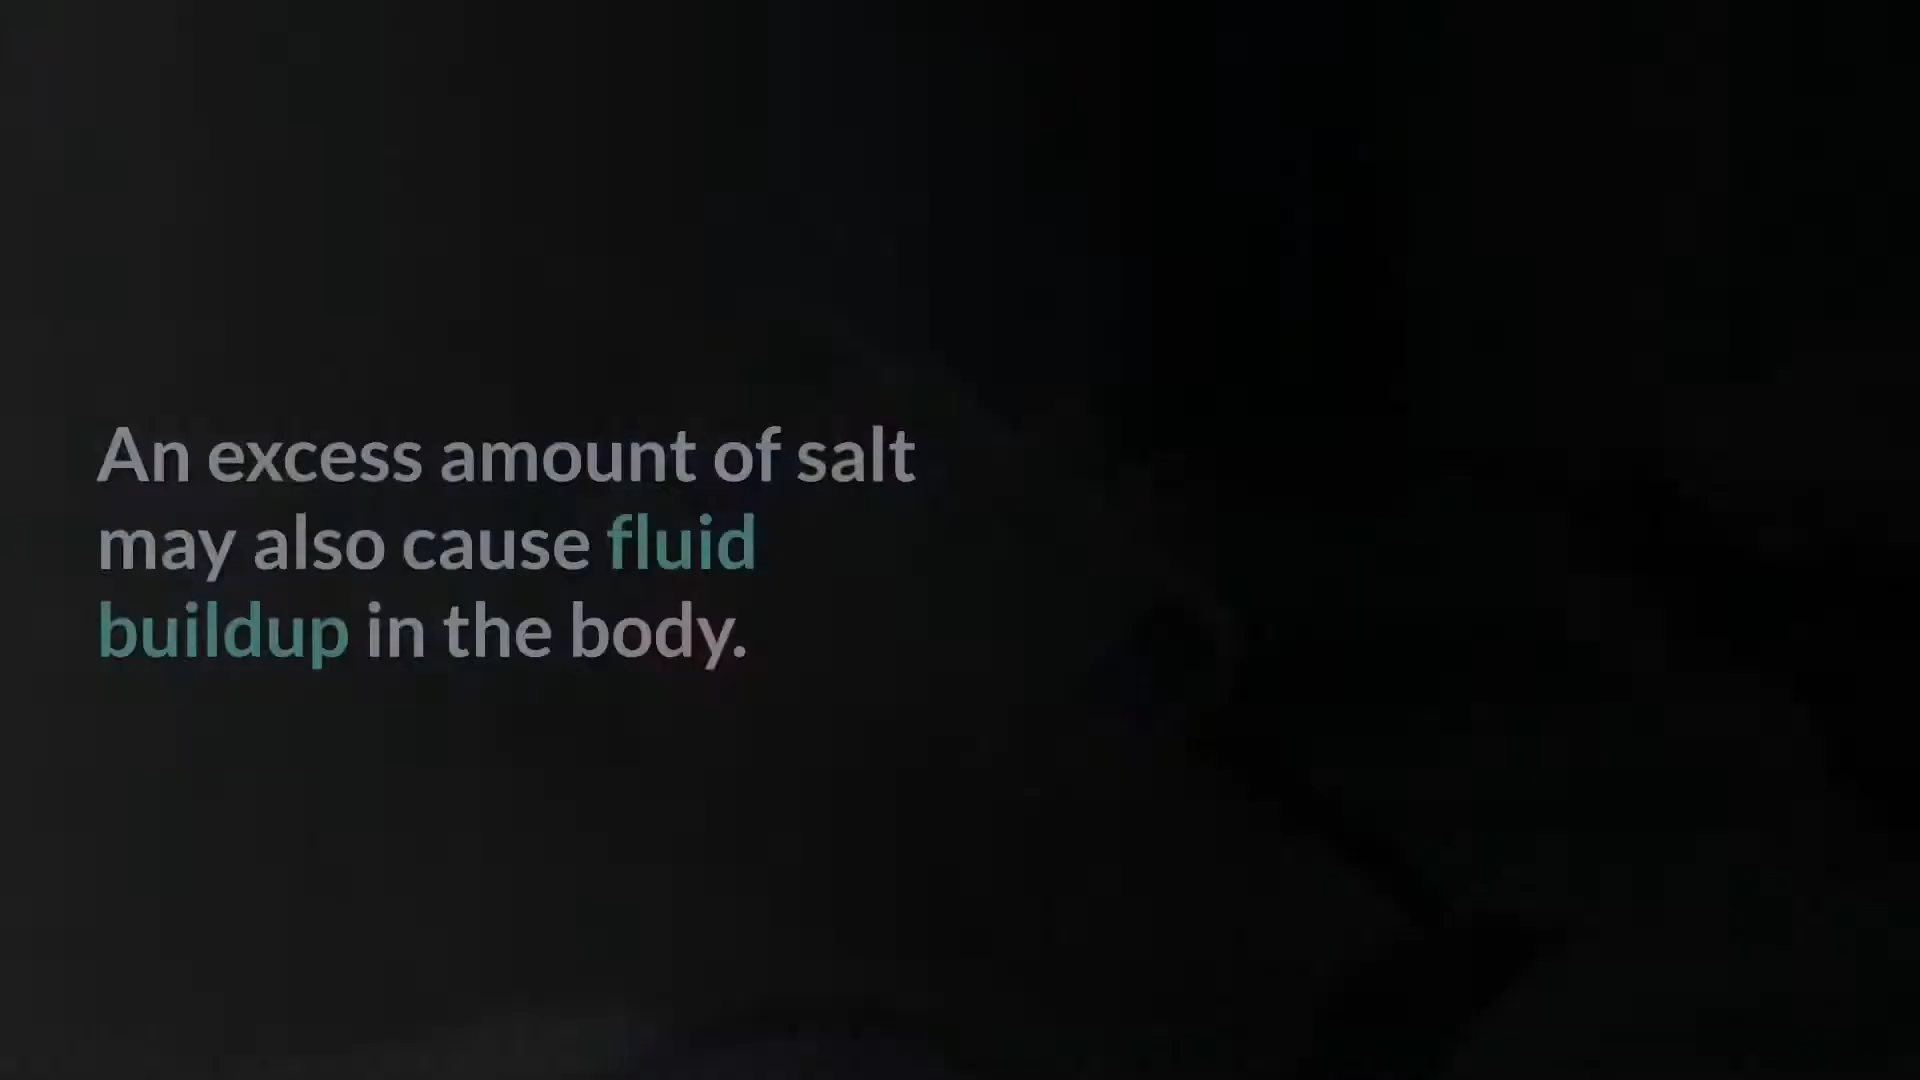 An excess amount of salt
may also cause fluid
buildup in the body.